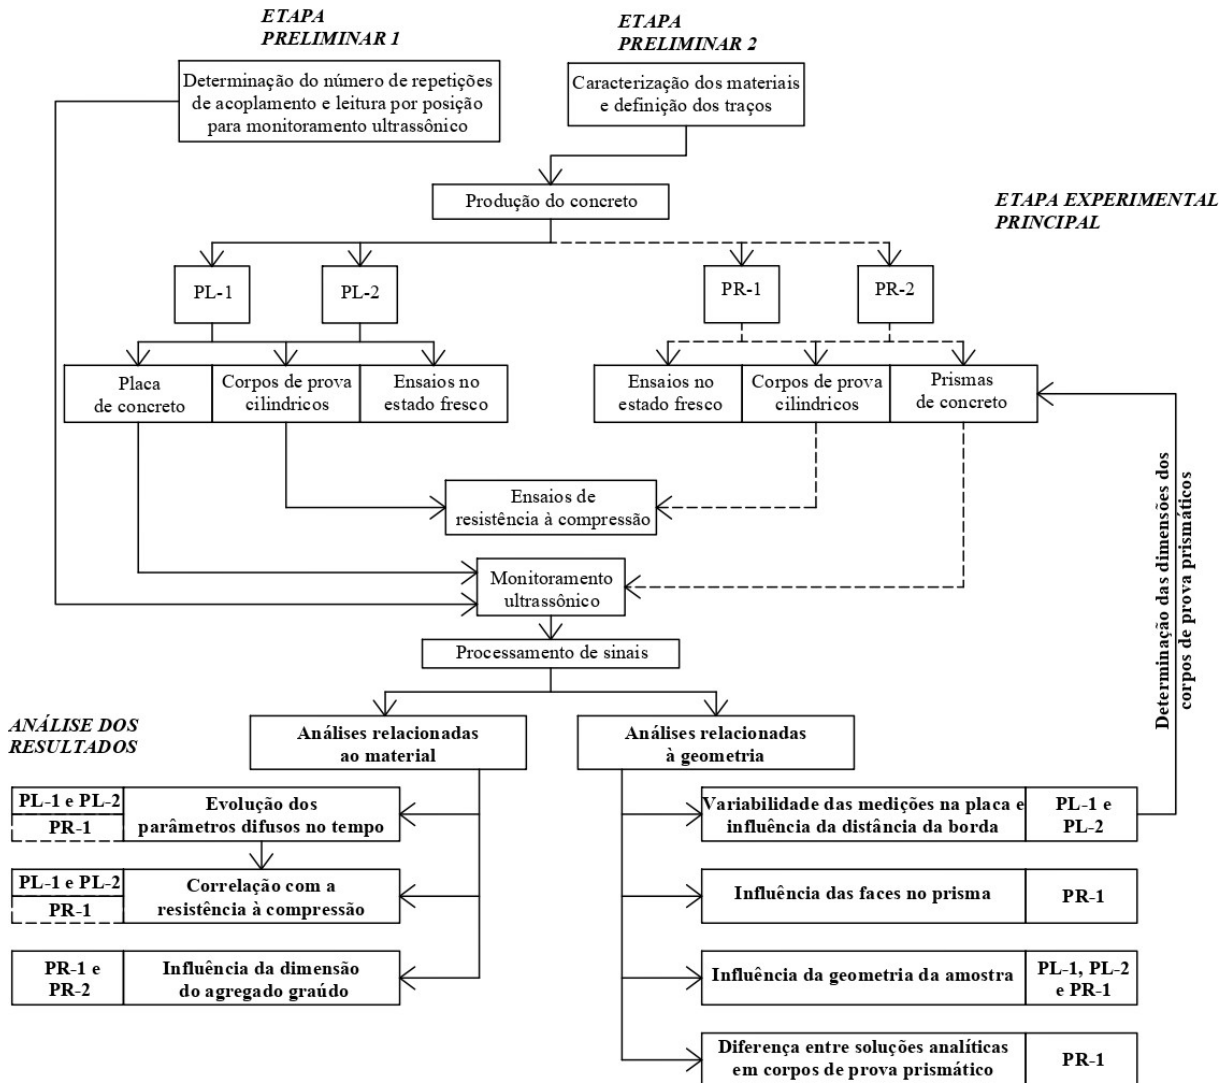 ETAPA
PRELIMINAR 1
ETAPA
PRELIMINAR 2
Determinação do número de repetições
de acoplamento e leitura por posição
para monitoramento ultrassônico
Caracterização dos materiais
e definição dos traços
Produção do concreto
ETAPA EXPERIMENTAL
PRINCIPAL
PL-1
PL-2
PR-1
PR-2
Placa
de concreto
Corpos de prova
cilindricos
Ensaios no
estado fresco
Ensaios no
estado fresco
Corpos de prova
cilindricos
Prismas
de concreto
Ensaios de
resistência à compressão
Monitoramento
ultrassônico
Processamento de sinais
Determinação das dimensões dos
corpos de prova prismáticos
ANÁLISE DOS
RESULTADOS
Análises relacionadas
ao material
Análises relacionadas
à geometria
PL-1 e PL-2
PR-1
Evolução dos
parâmetros difusos no tempo
Variabilidade das medições na placa e
influência da distância da borda
PL-1 e
PL-2
PL-1 e PL-2
PR-1
Correlação com a
resistência à compressão
Influência das faces no prisma
PR-1
PR-1 e
PR-2
Influência da dimensão
do agregado graúdo
Influência da geometria da amostra
PL-1, PL-2
e PR-1
Diferença entre soluções analíticas
em corpos de prova prismático
PR-1